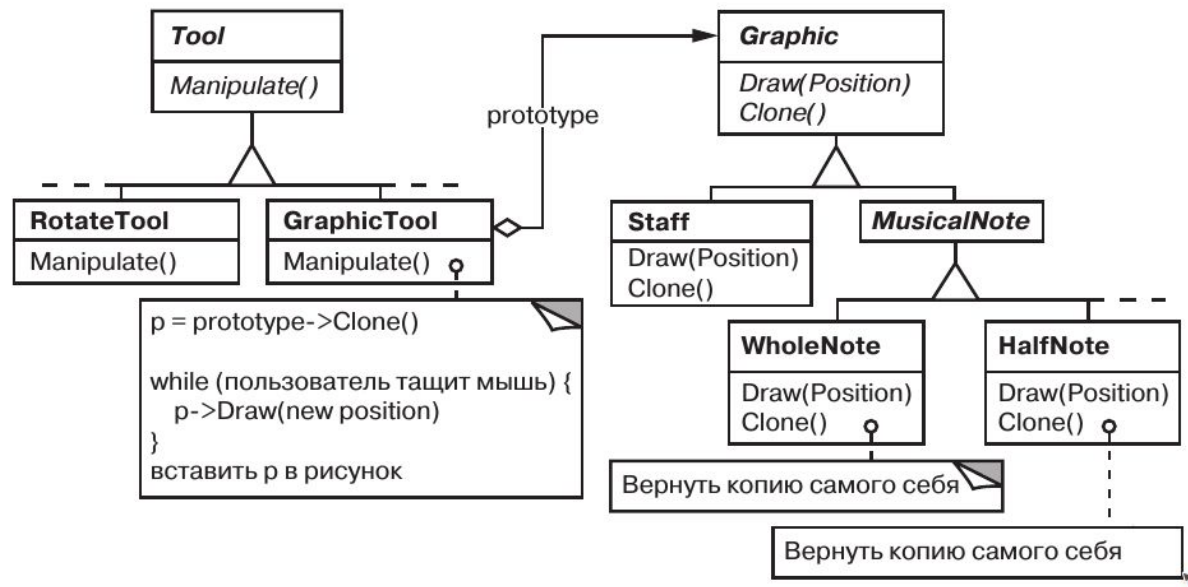 Tool
Manipulate()
Graphic
Draw(Position)
Clone()
prototype
RotateTool
Manipulate()
GraphicTool
Manipulate()
Staff
Draw(Position)
Clone()
MusicalNote
p = prototype->Clone()
while (пользователь тащит мышь) {
p->Draw(new position)
}
вставить p в рисунок
WholeNote
Draw(Position)
Clone()
HalfNote
Draw(Position)
Clone()
Вернуть копию самого себя
Вернуть копию самого себя